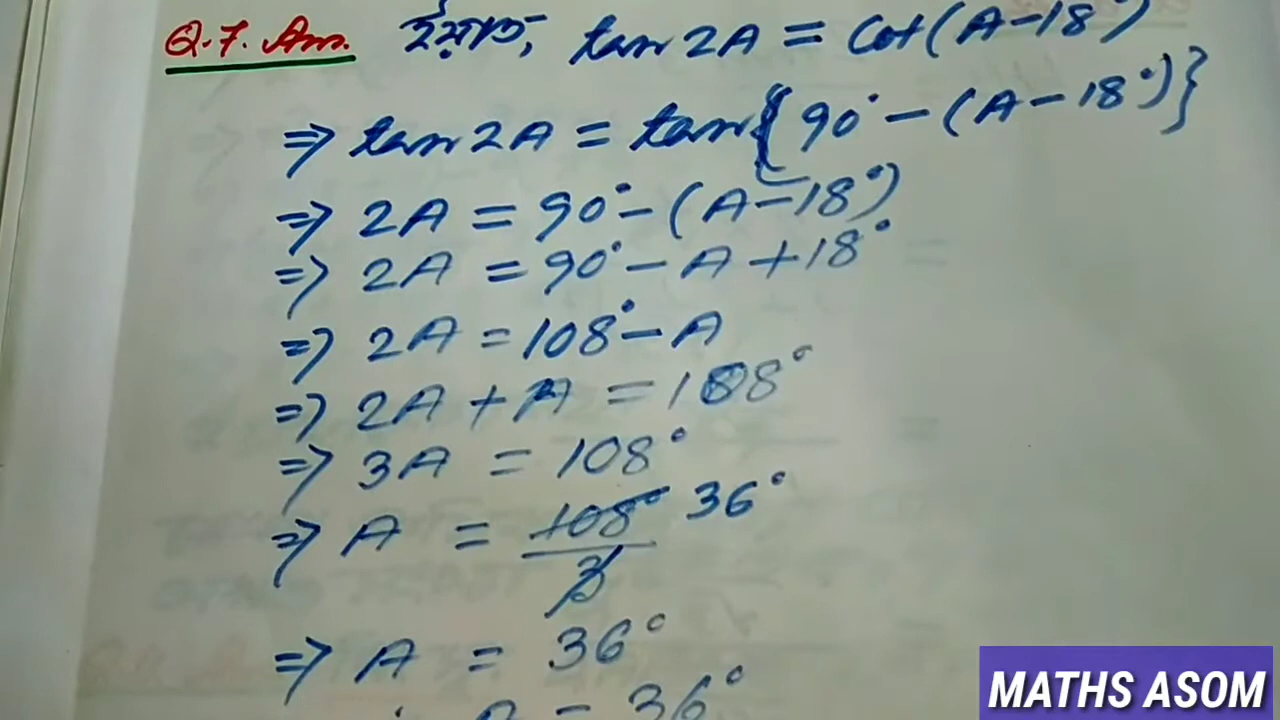 Q.7. Ans. ইয়াত, tan 2A = Cot (A - 18°)
⇒ tan 2A = tan { 90° - (A - 18°)}
⇒ 2A = 90° - (A - 18°)
⇒ 2A = 90° - A + 18°
⇒ 2A = 108° - A
⇒ 2A + A = 108°
⇒ 3A = 108°
⇒ A = 108°/3 36°
⇒ A = 36°
∴ A = 36°
MATHS ASOM